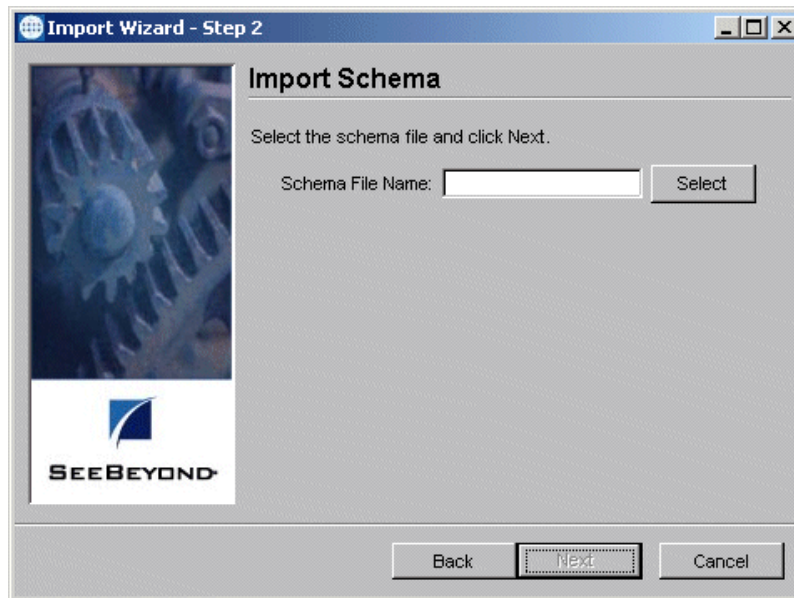 Import Wizard - Step 2
Import Schema
Select the schema file and click Next.
Schema File Name:
Select
SEEBEYOND
Back
Next
Cancel